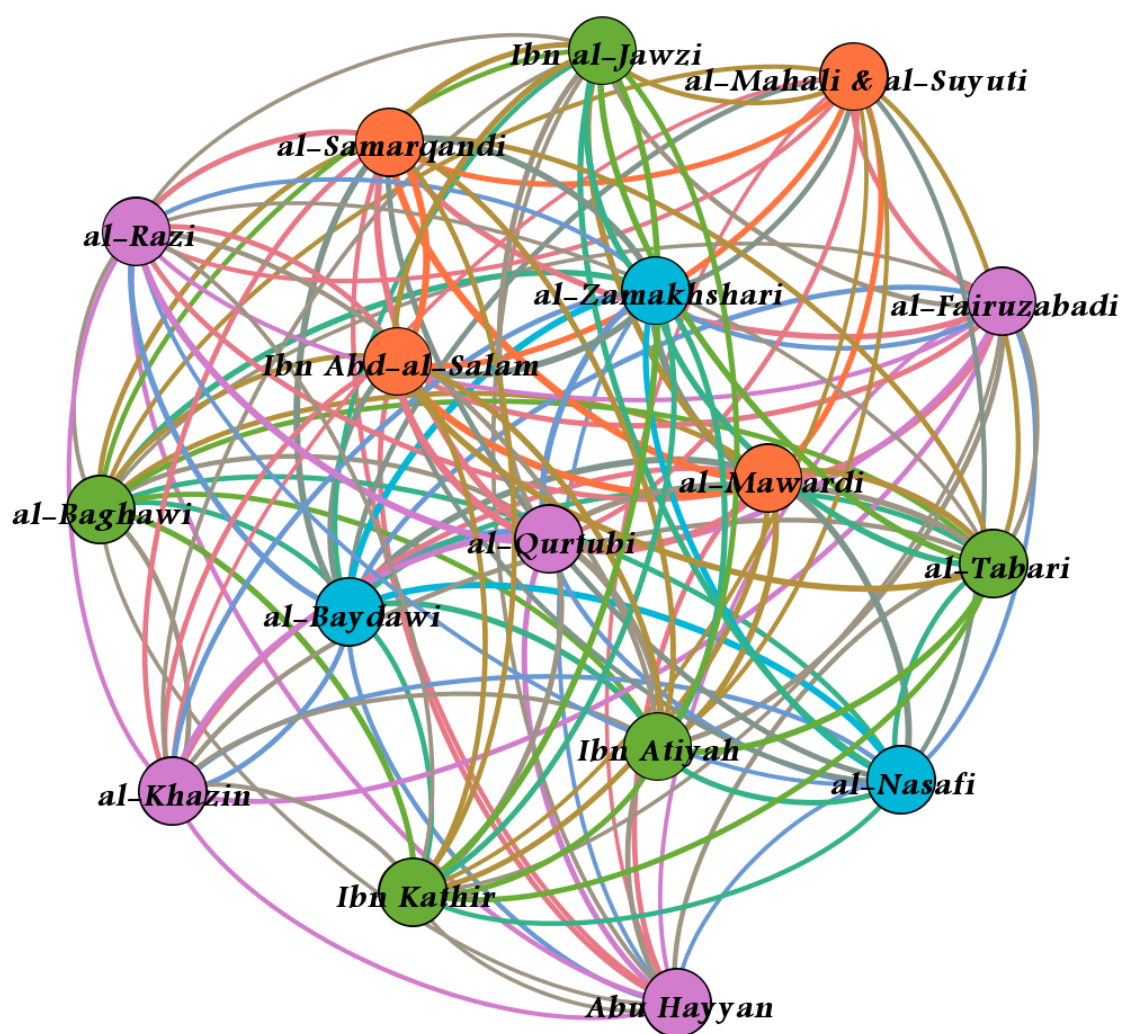 Ibn al-Jawzi
al-Mahali & al-Suyuti
al-Samarqandi
al-Razi
al-Zamakhshari
al-Fairuzabadi
Ibn Abd-al-Salam
al-Mawardi
al-Baghawi
al-Qurtubi
al-Tabari
al-Baydawi
Ibn Atiyah
al-Nasafi
al-Khazin
Ibn Kathir
Abu Hayyan